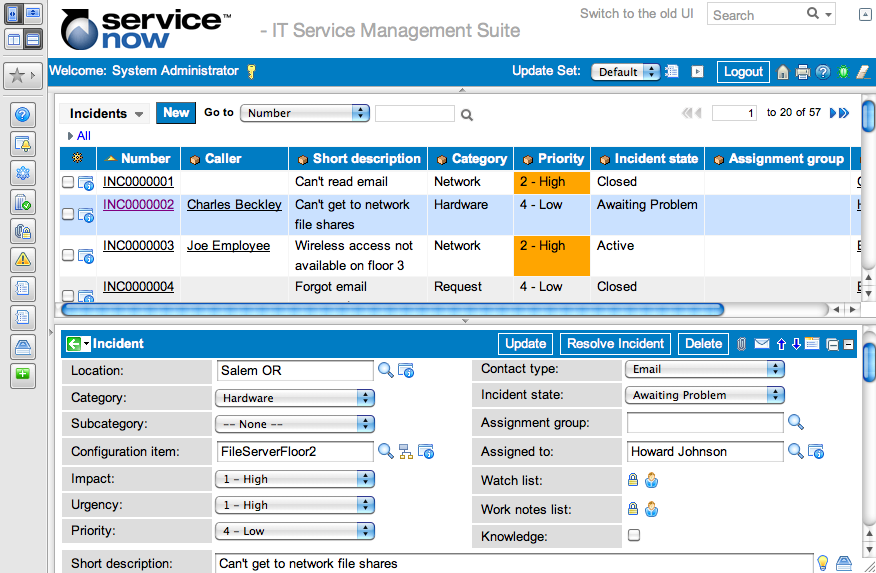 service now™ - IT Service Management Suite
Switch to the old UI
Search
Welcome: System Administrator
Update Set: Default
Logout
Incidents New Go to Number
1 to 20 of 57
All
Number Caller Short description Category Priority Incident state Assignment group
INC0000001 Can't read email Network 2 - High Closed
INC0000002 Charles Beckley Can't get to network file shares Hardware 4 - Low Awaiting Problem
INC0000003 Joe Employee Wireless access not available on floor 3 Network 2 - High Active
INC0000004 Forgot email Request 4 - Low Closed
Incident Update Resolve Incident Delete
Location: Salem OR
Category: Hardware
Subcategory: -- None --
Configuration item: FileServerFloor2
Impact: 1 - High
Urgency: 1 - High
Priority: 4 - Low
Contact type: Email
Incident state: Awaiting Problem
Assignment group:
Assigned to: Howard Johnson
Watch list:
Work notes list:
Knowledge:
Short description: Can't get to network file shares